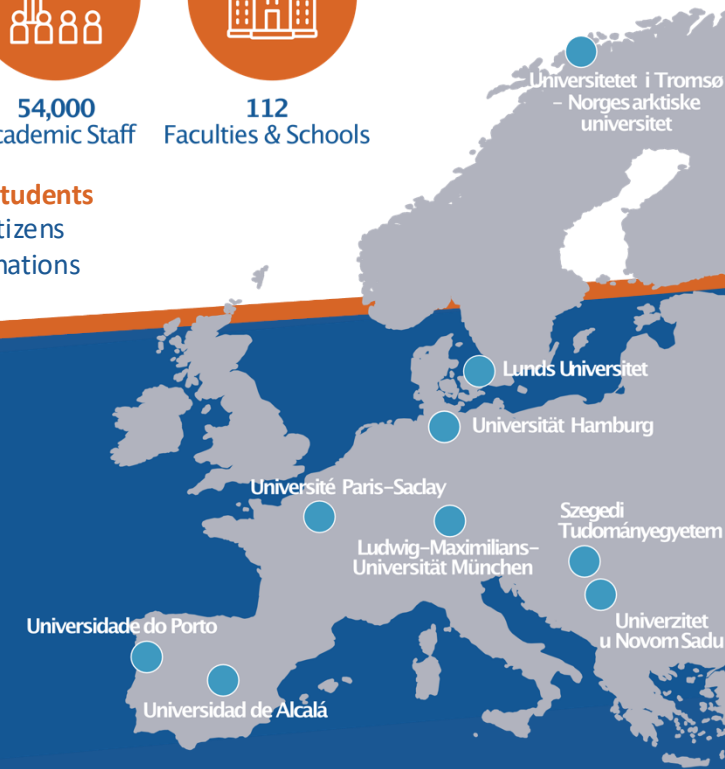 54,000
cademic Staff
112
Faculties & Schools
tudents
tizens
nations
Universitetet i Tromsø
– Norges arktiske
universitet
Lunds Universitet
Universität Hamburg
Université Paris–Saclay
Ludwig–Maximilians–
Universität München
Szegedi
Tudományegyetem
Univerzitet
u Novom Sadu
Universidade do Porto
Universidad de Alcalá